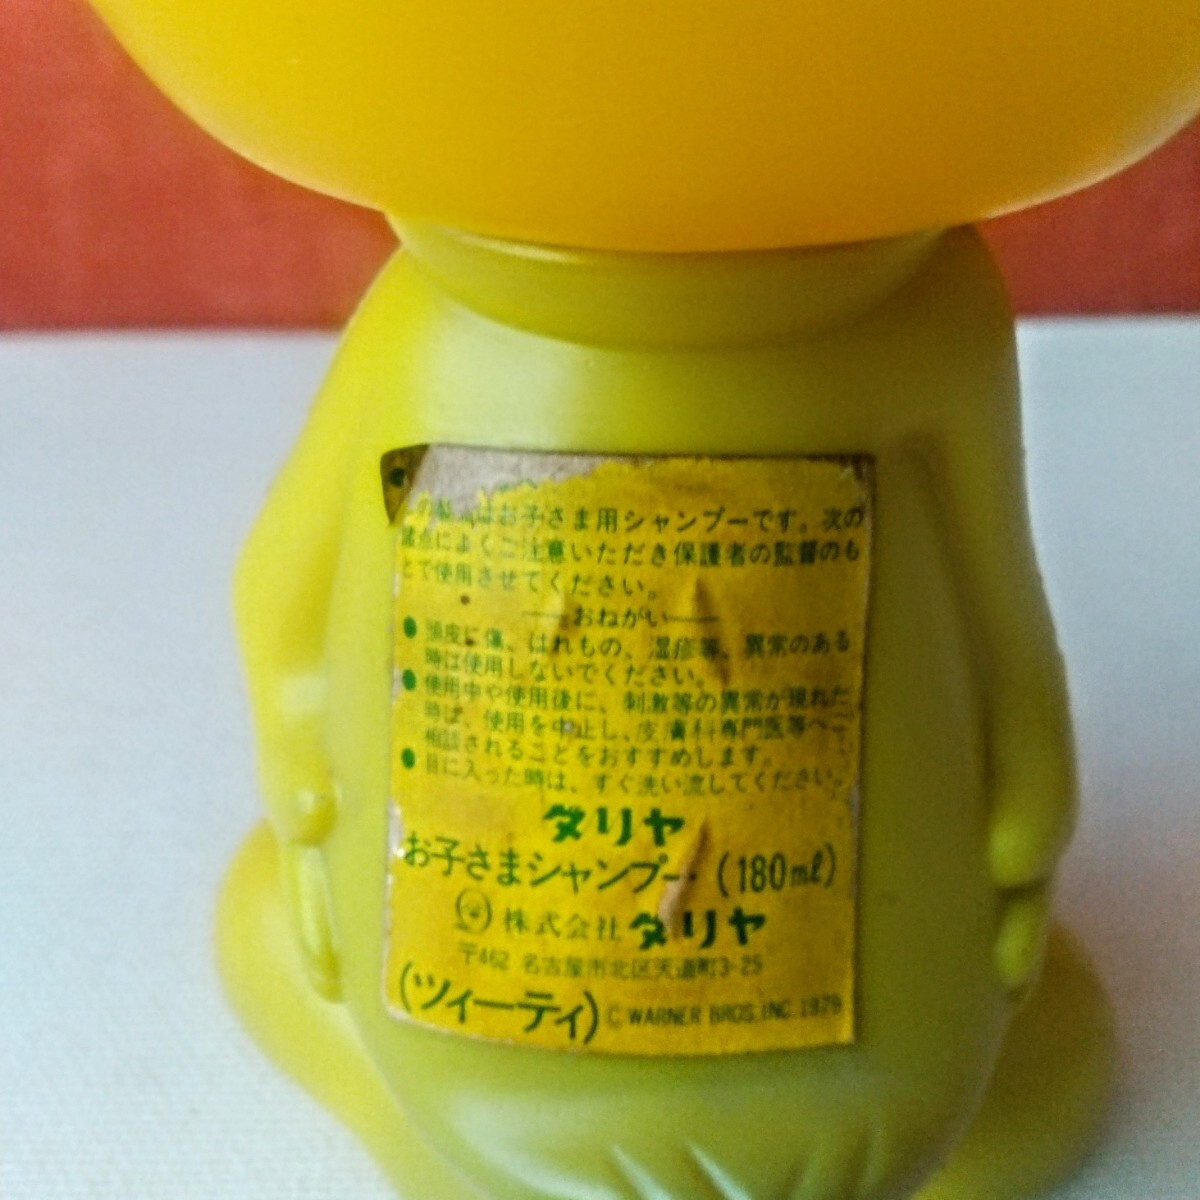 の製品はお子さま用シャンプーです。次の
諸点によくご注意いただき保護者の監督のも
とで使用させてください。
—おねがい—
● 頭皮に傷、はれもの、湿疹等、異常のある
時は使用しないでください。
● 使用中や使用後に、刺激等の異常が現れた
時は、使用を中止し、皮膚科専門医等へご
相談されることをおすすめします。
● 目に入った時は、すぐ洗い流してください。
ダリヤ
お子さまシャンプー・(180ml)
株式会社 ダリヤ
〒462 名古屋市北区天道町3-25
(ツィーティ) © WARNER BROS. INC. 1979